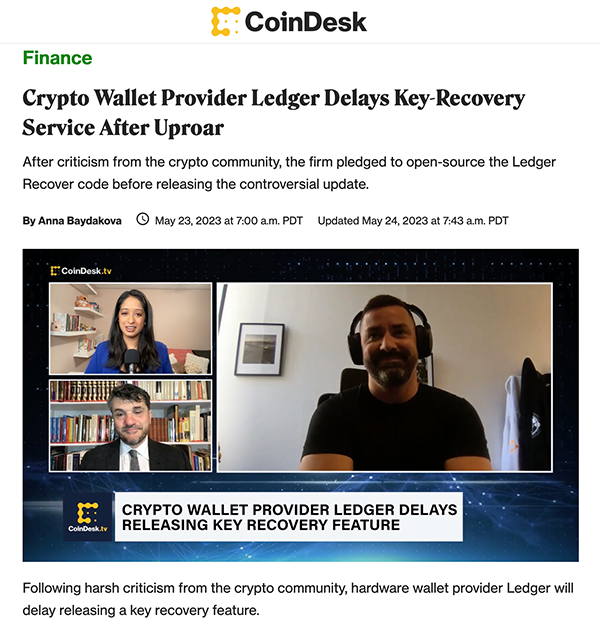 CoinDesk
Finance
Crypto Wallet Provider Ledger Delays Key-Recovery
Service After Uproar
After criticism from the crypto community, the firm pledged to open-source the Ledger
Recover code before releasing the controversial update.
By Anna Baydakova May 23, 2023 at 7:00 a.m. PDT Updated May 24, 2023 at 7:43 a.m. PDT
CoinDesk.tv
CoinDesk.tv
CRYPTO WALLET PROVIDER LEDGER DELAYS
RELEASING KEY RECOVERY FEATURE
Following harsh criticism from the crypto community, hardware wallet provider Ledger will
delay releasing a key recovery feature.